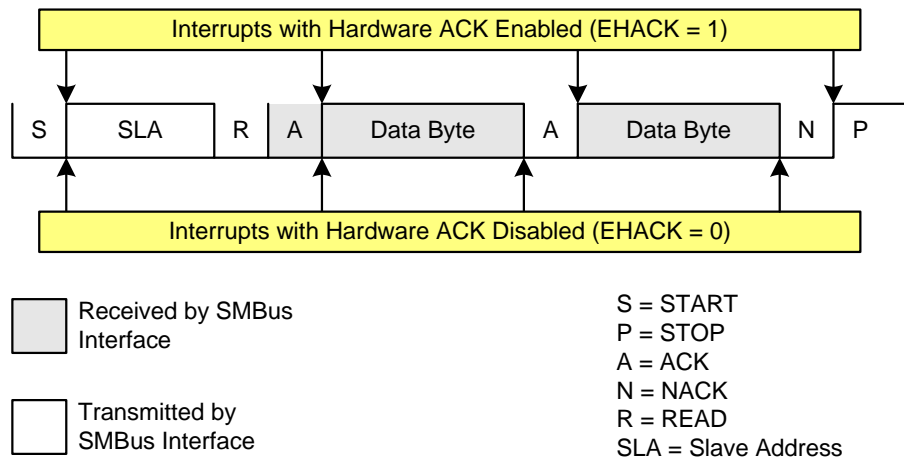 Interrupts with Hardware ACK Enabled (EHACK = 1)
S SLA R A Data Byte A Data Byte N P
Interrupts with Hardware ACK Disabled (EHACK = 0)
Received by SMBus
Interface
Transmitted by
SMBus Interface
S = START
P = STOP
A = ACK
N = NACK
R = READ
SLA = Slave Address